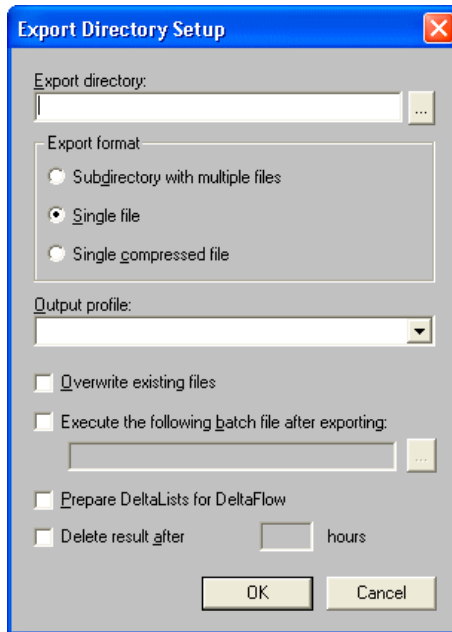 Export Directory Setup
Export directory:
...
Export format
Subdirectory with multiple files
Single file
Single compressed file
Output profile:
Overwrite existing files
Execute the following batch file after exporting:
...
Prepare DeltaLists for DeltaFlow
Delete result after hours
OK Cancel